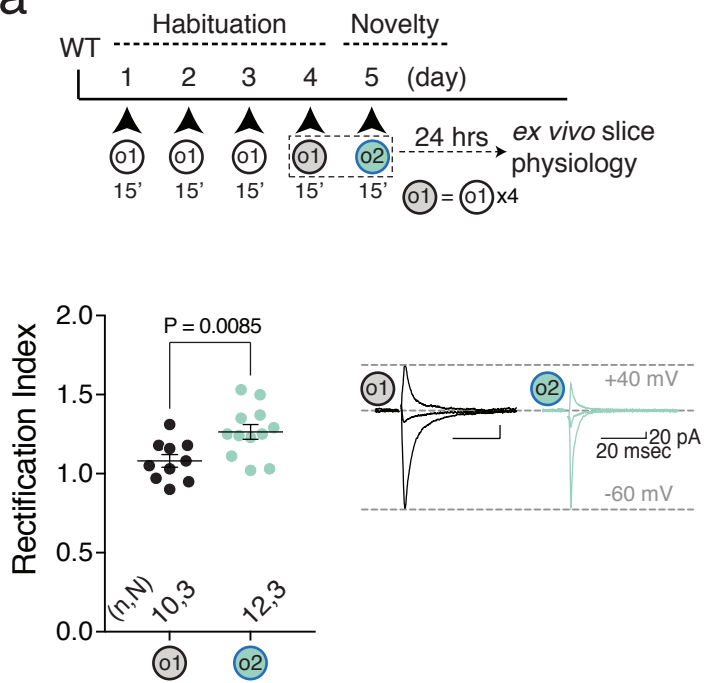 a
Habituation Novelty
WT
1 2 3 4 5 (day)
o1 o1 o1 o1 o2
15’ 15’ 15’ 15’ 15’
24 hrs
ex vivo slice
physiology
o1 = o1 x4
Rectification Index
2.0
1.5
1.0
0.5
0.0
P = 0.0085
(n,N) 10,3 12,3
o1 o2
o1 o2
+40 mV
20 pA
20 msec
-60 mV